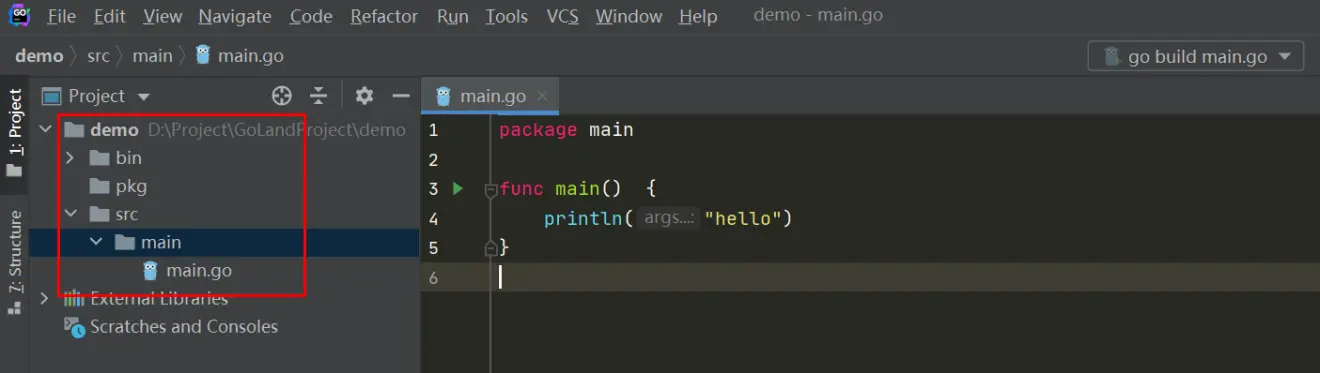 GO File Edit View Navigate Code Refactor Run Tools VCS Window Help demo - main.go
demo src main main.go go build main.go
1: Project
7: Structure
Project
demo D:\Project\GoLandProject\demo
bin
pkg
src
main
main.go
External Libraries
Scratches and Consoles
main.go
1 package main
2
3 func main() {
4 println( args...: "hello")
5 }
6